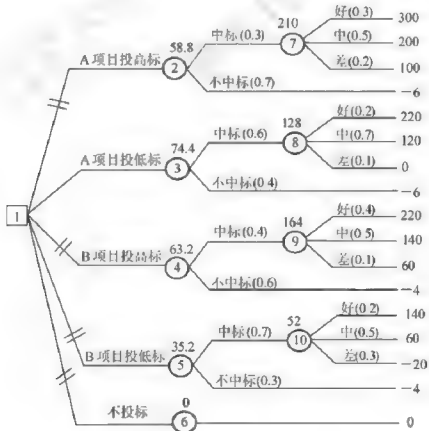 210 好(0.3) 300
58.8 中标(0.3) 7 中(0.5) 200
A项目投高标 2 差(0.2) 100
不中标(0.7) -6
128 好(0.2) 220
74.4 中标(0.6) 8 中(0.7) 120
A项目投低标 3 差(0.1) 0
不中标(0.4) -6
1
164 好(0.4) 220
63.2 中标(0.4) 9 中(0.5) 140
B项目投高标 4 差(0.1) 60
不中标(0.6) -4
52 好(0.2) 140
35.2 中标(0.7) 10 中(0.5) 60
B项目投低标 5 差(0.3) -20
不中标(0.3) -4
0
不投标 6 0